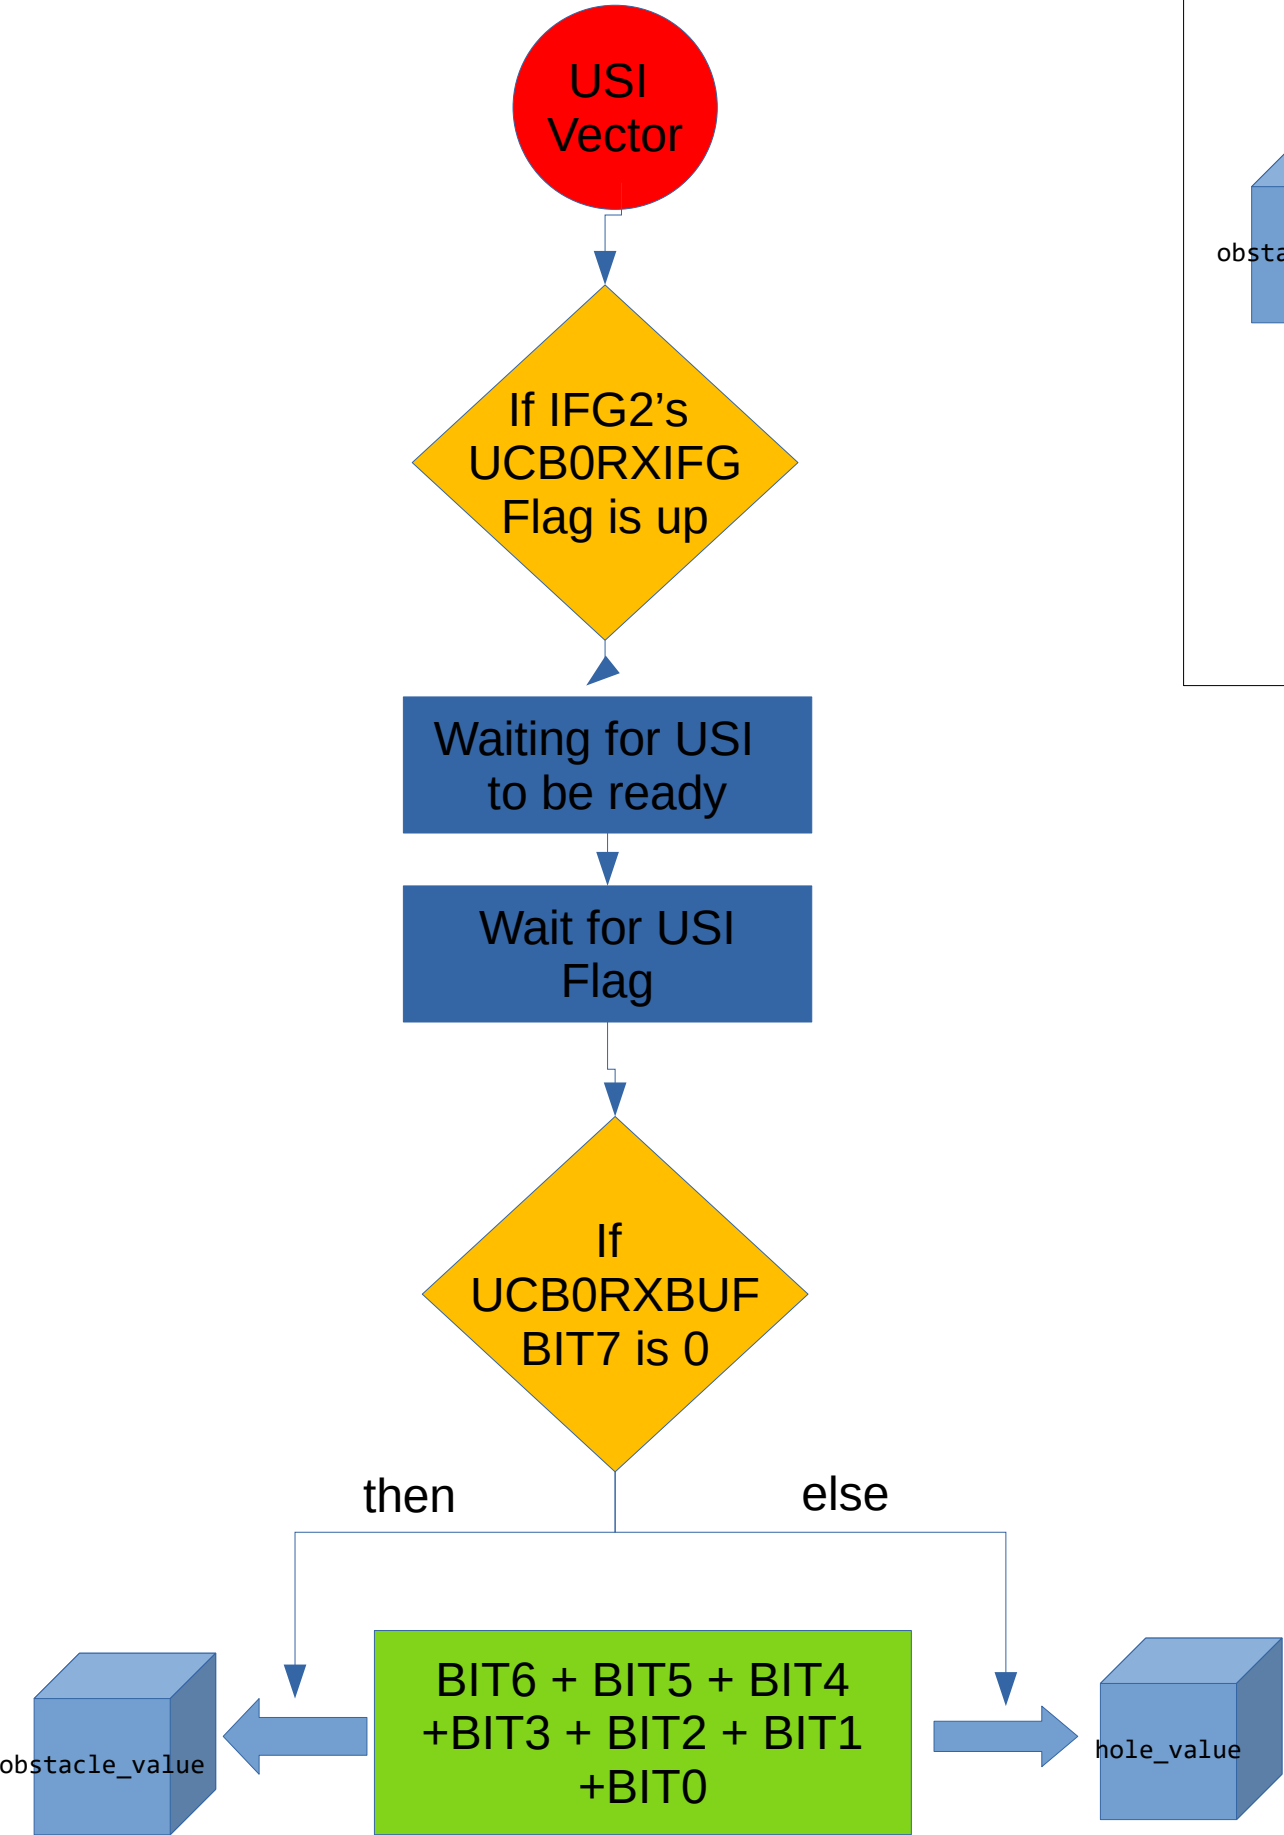 USI
Vector
obsta
If IFG2’s
UCB0RXIFG
Flag is up
Waiting for USI
to be ready
Wait for USI
Flag
If
UCB0RXBUF
BIT7 is 0
then
else
BIT6 + BIT5 + BIT4
+BIT3 + BIT2 + BIT1
+BIT0
obstacle_value
hole_value